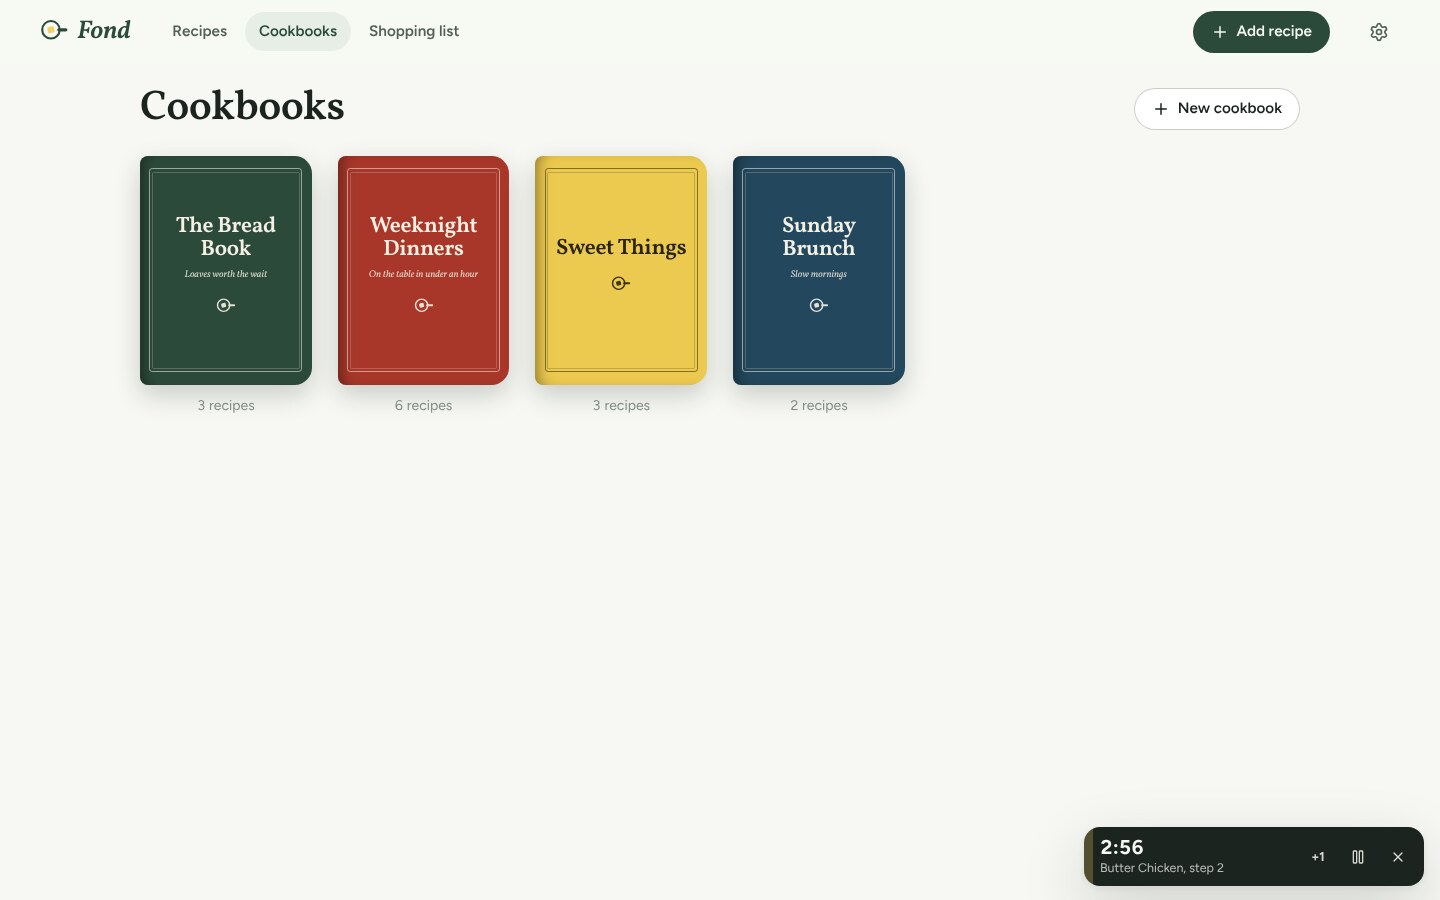 Fond
Recipes
Cookbooks
Shopping list
Add recipe
Cookbooks
New cookbook
The Bread
Book
Loaves worth the wait
3 recipes
Weeknight
Dinners
On the table in under an hour
6 recipes
Sweet Things
3 recipes
Sunday
Brunch
Slow mornings
2 recipes
2:56
Butter Chicken, step 2
+1